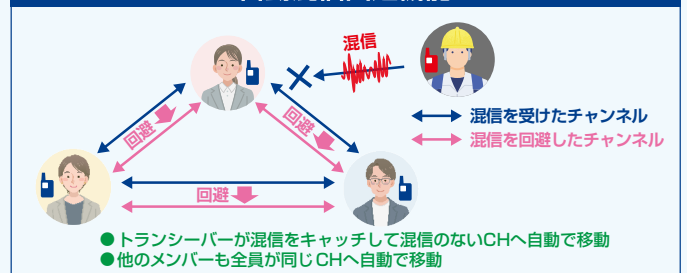 混信
混信を受けたチャンネル
混信を回避したチャンネル
回避
回避
回避
●トランシーバーが混信をキャッチして混信のないCHへ自動で移動
●他のメンバーも全員が同じCHへ自動で移動